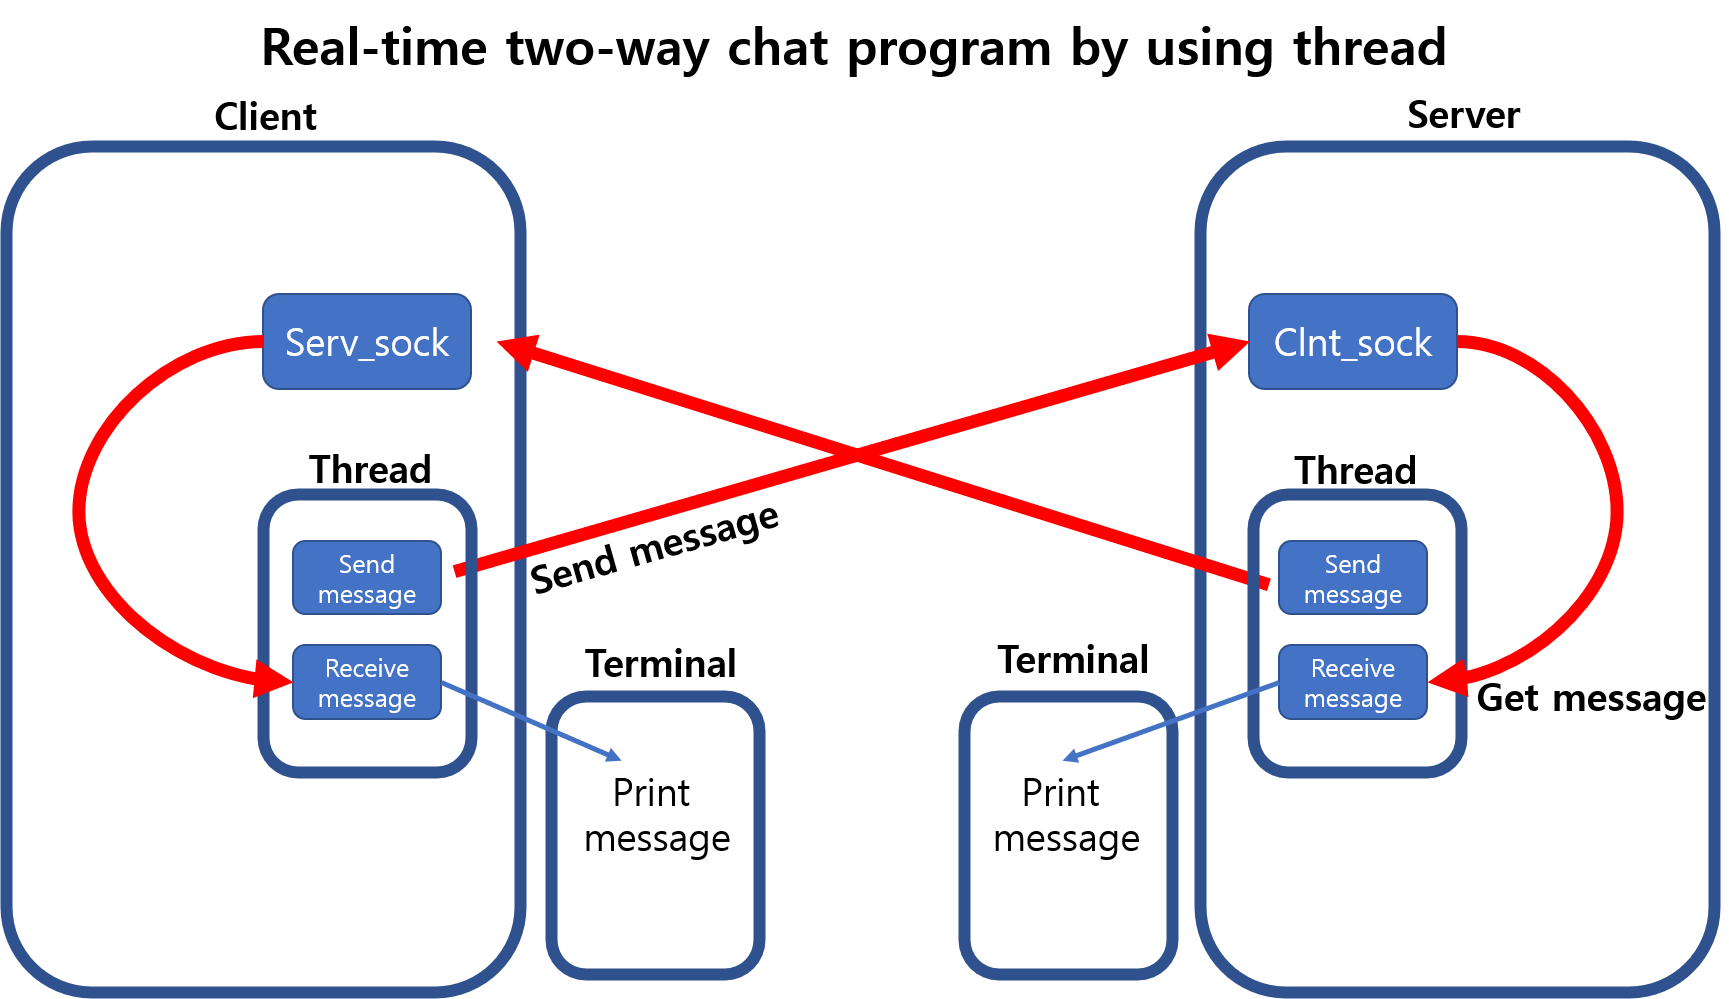 Real-time two-way chat program by using thread
Client
Server
Serv_sock
Clnt_sock
Thread
Thread
Send
message
Send
message
Send message
Receive
message
Receive
message
Get message
Terminal
Terminal
Print
message
Print
message